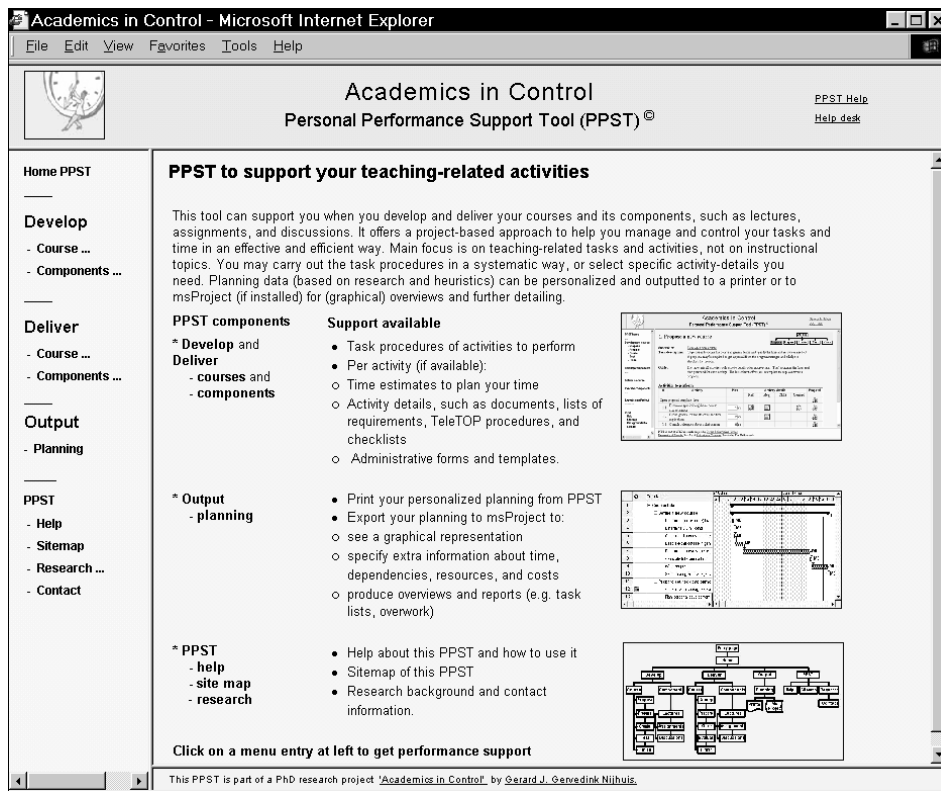 Academics in Control - Microsoft Internet Explorer
File Edit View Favorites Tools Help
Academics in Control
Personal Performance Support Tool (PPST) ©
PPST Help
Help desk
Home PPST
Develop
- Course ...
- Components ...
Deliver
- Course ...
- Components ...
Output
- Planning
PPST
- Help
- Sitemap
- Research ...
- Contact
PPST to support your teaching-related activities
This tool can support you when you develop and deliver your courses and its components, such as lectures,
assignments, and discussions. It offers a project-based approach to help you manage and control your tasks and
time in an effective and efficient way. Main focus is on teaching-related tasks and activities, not on instructional
topics. You may carry out the task procedures in a systematic way, or select specific activity-details you
need. Planning data (based on research and heuristics) can be personalized and outputted to a printer or to
msProject (if installed) for (graphical) overviews and further detailing.
PPST components
* Develop and
Deliver
- courses and
- components
Support available
• Task procedures of activities to perform
• Per activity (if available):
o Time estimates to plan your time
o Activity details, such as documents, lists of
requirements, TeleTOP procedures, and
checklists
o Administrative forms and templates.
* Output
- planning
• Print your personalized planning from PPST
• Export your planning to msProject to:
o see a graphical representation
o specify extra information about time,
dependencies, resources, and costs
o produce overviews and reports (e.g. task
lists, overwork)
* PPST
- help
- site map
- research
• Help about this PPST and how to use it
• Sitemap of this PPST
• Research background and contact
information.
Click on a menu entry at left to get performance support
This PPST is part of a PhD research project 'Academics in Control' by Gerard J. Gervedink Nijhuis.